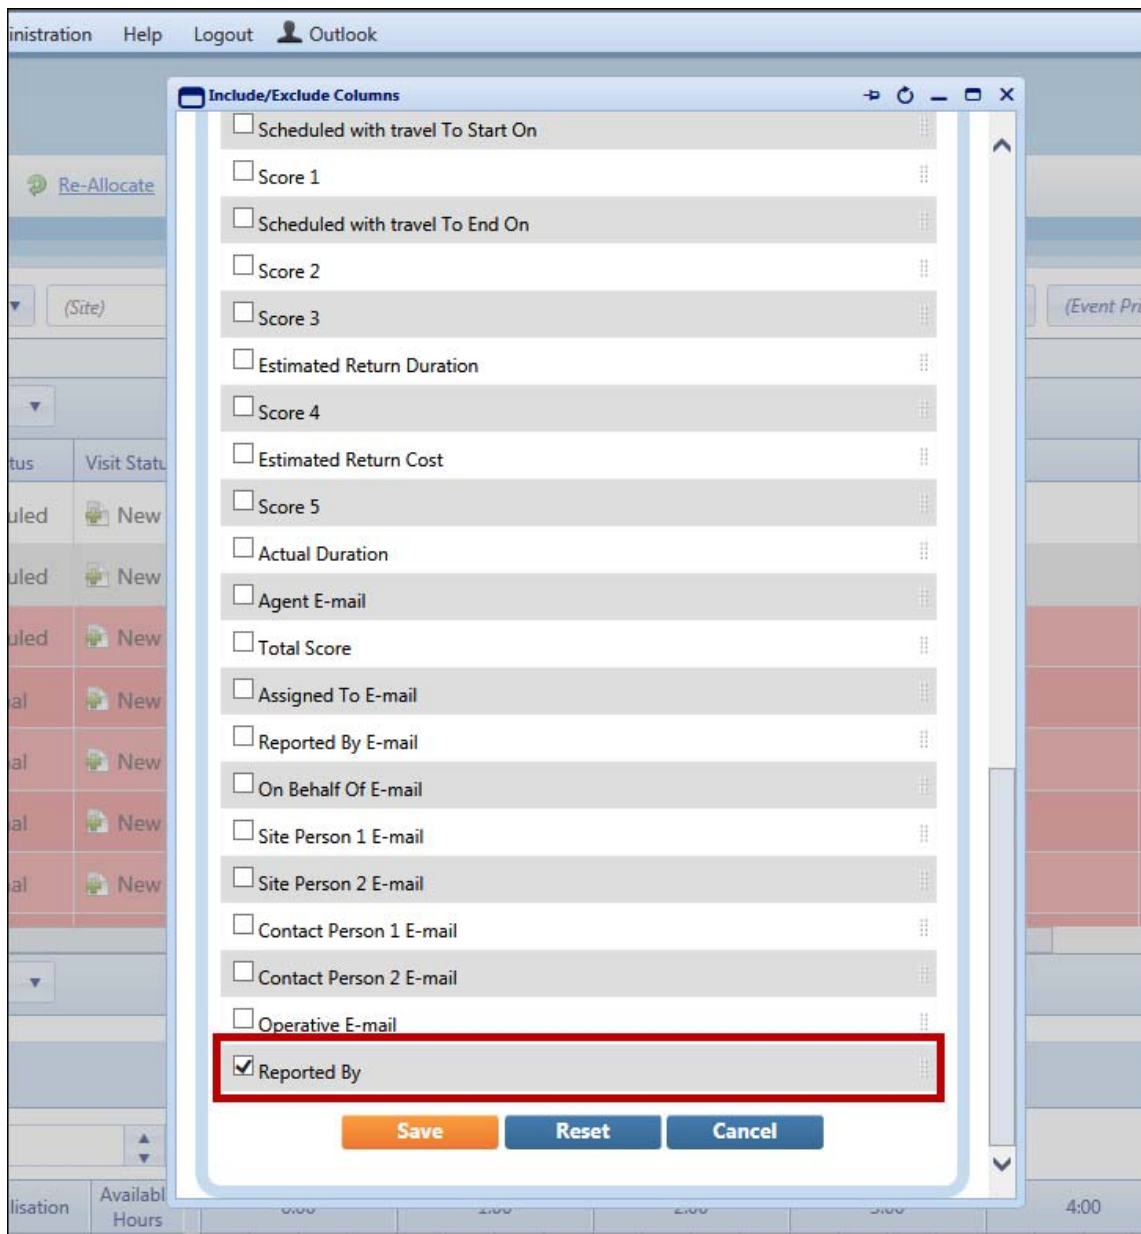 inistration Help Logout Outlook
Include/Exclude Columns
Scheduled with travel To Start On
Re-Allocate
Score 1
Scheduled with travel To End On
Score 2
(Site)
(Event Pri
Score 3
Estimated Return Duration
Score 4
tus Visit Statu
Estimated Return Cost
uled New
Score 5
Actual Duration
uled New
Agent E-mail
uled New
Total Score
al New
Assigned To E-mail
Reported By E-mail
al New
On Behalf Of E-mail
al New
Site Person 1 E-mail
al New
Site Person 2 E-mail
Contact Person 1 E-mail
Contact Person 2 E-mail
Operative E-mail
Reported By
Save Reset Cancel
lisation Availabl
Hours
4:00